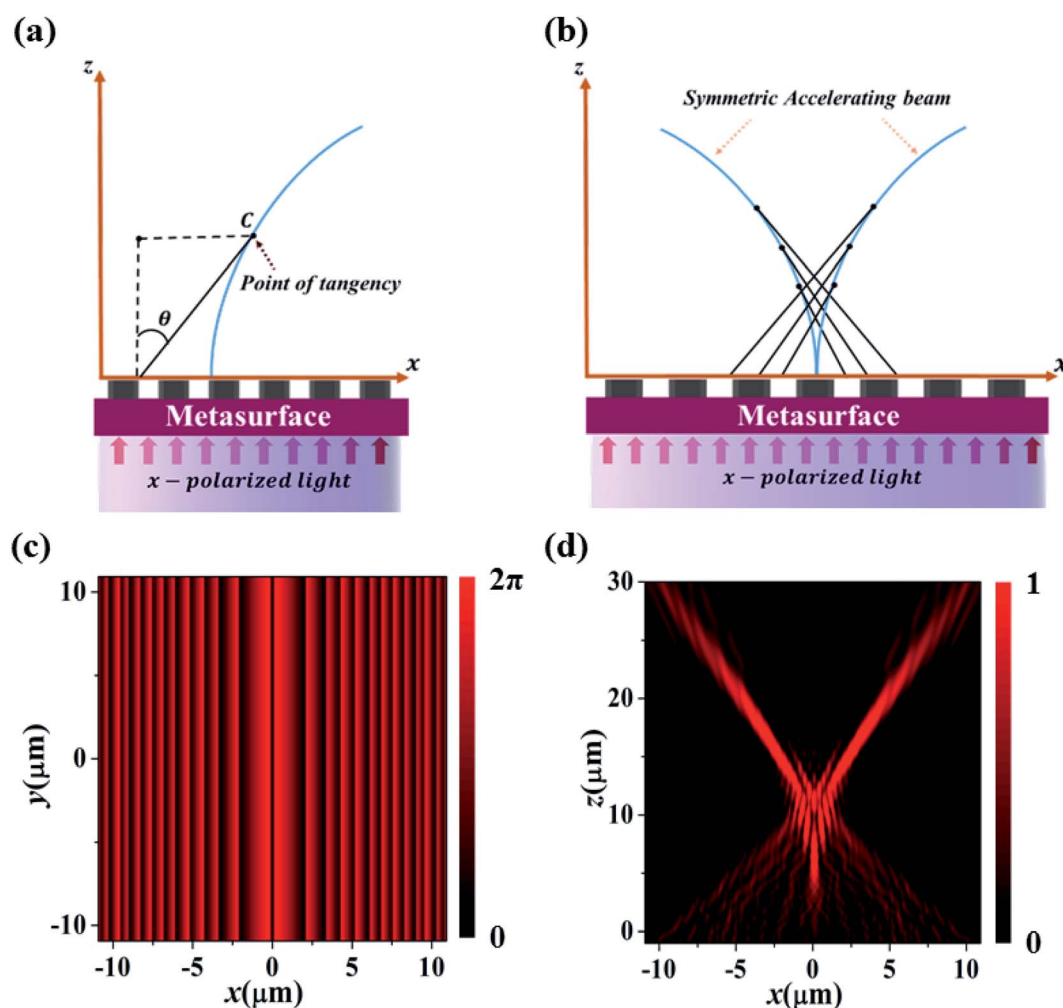 (a)
z
C
Point of tangency
θ
x
Metasurface
x − polarized light
(b)
z
Symmetric Accelerating beam
x
Metasurface
x − polarized light
(c)
2π
10
0
-10
y(μm)
0
-10
-5
0
5
10
x(μm)
(d)
30
20
10
0
z(μm)
1
0
-10
-5
0
5
10
x(μm)